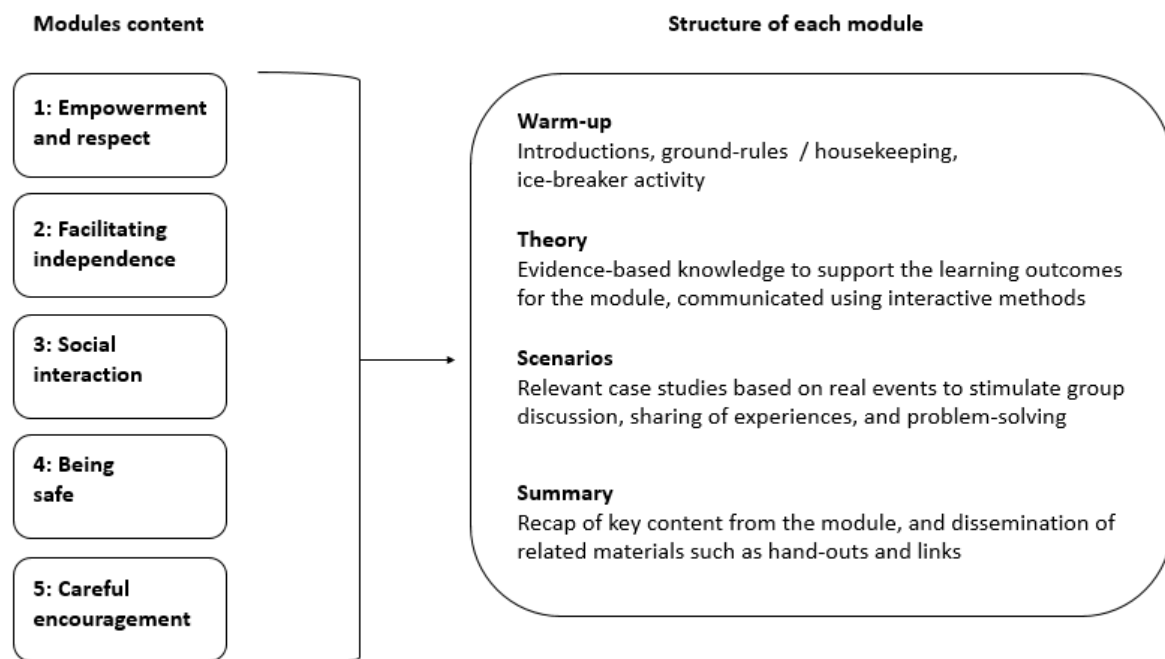 Modules content
1: Empowerment
and respect
2: Facilitating
independence
3: Social
interaction
4: Being
safe
5: Careful
encouragement
Structure of each module
Warm-up
Introductions, ground-rules / housekeeping,
ice-breaker activity
Theory
Evidence-based knowledge to support the learning outcomes
for the module, communicated using interactive methods
Scenarios
Relevant case studies based on real events to stimulate group
discussion, sharing of experiences, and problem-solving
Summary
Recap of key content from the module, and dissemination of
related materials such as hand-outs and links